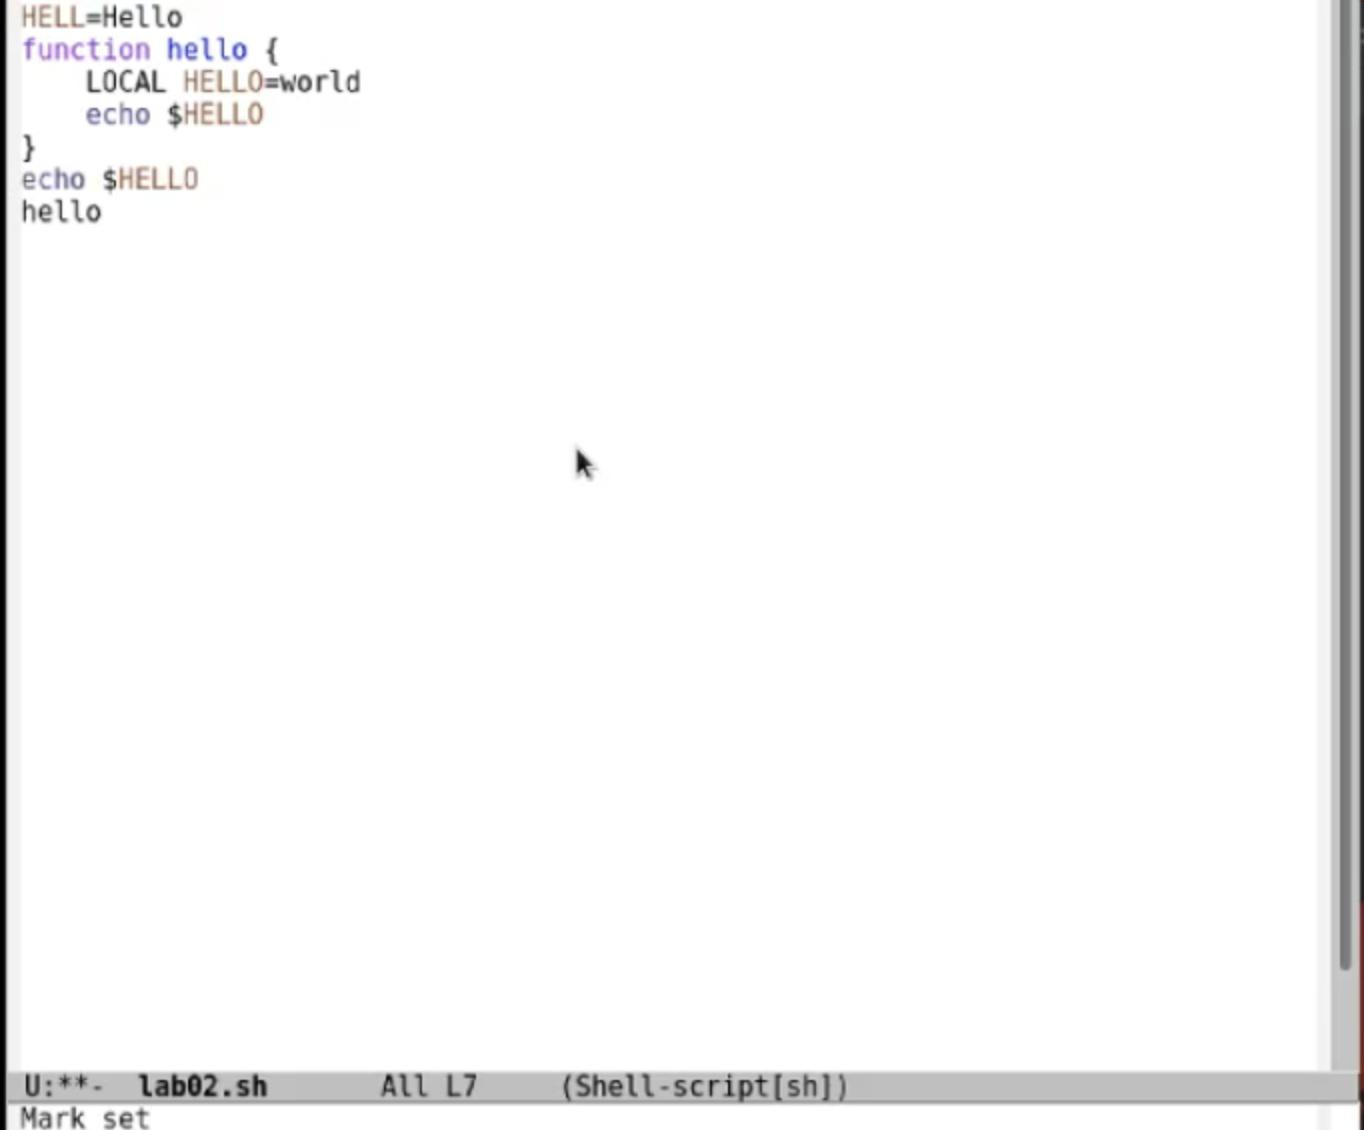 HELL=Hello
function hello {
    LOCAL HELLO=world
    echo $HELLO
}
echo $HELLO
hello
U:**-  lab02.sh       All L7     (Shell-script[sh])
Mark set